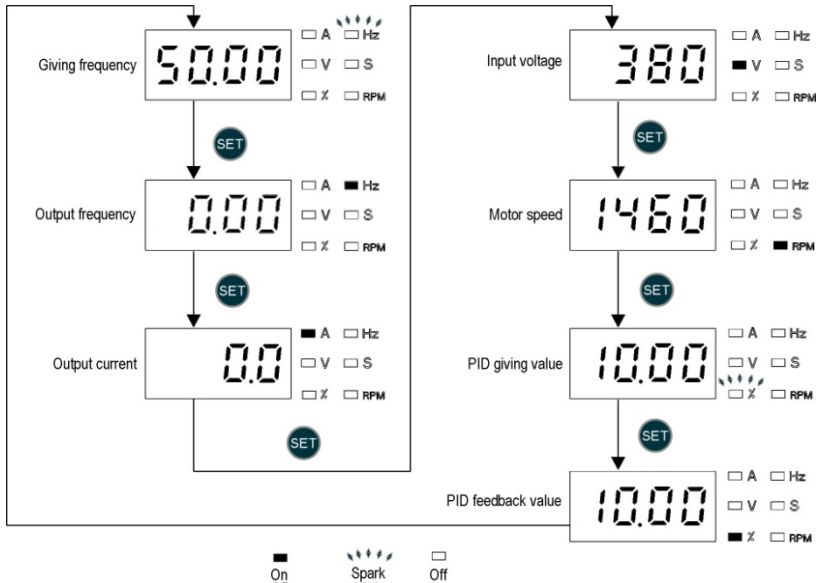 Giving frequency
50.00
A Hz
V S
% RPM
SET
Output frequency
0.00
A Hz
V S
% RPM
SET
Output current
0.0
A Hz
V S
% RPM
SET
Input voltage
380
A Hz
V S
% RPM
SET
Motor speed
1460
A Hz
V S
% RPM
SET
PID giving value
10.00
A Hz
V S
% RPM
SET
PID feedback value
10.00
A Hz
V S
% RPM
On Spark Off